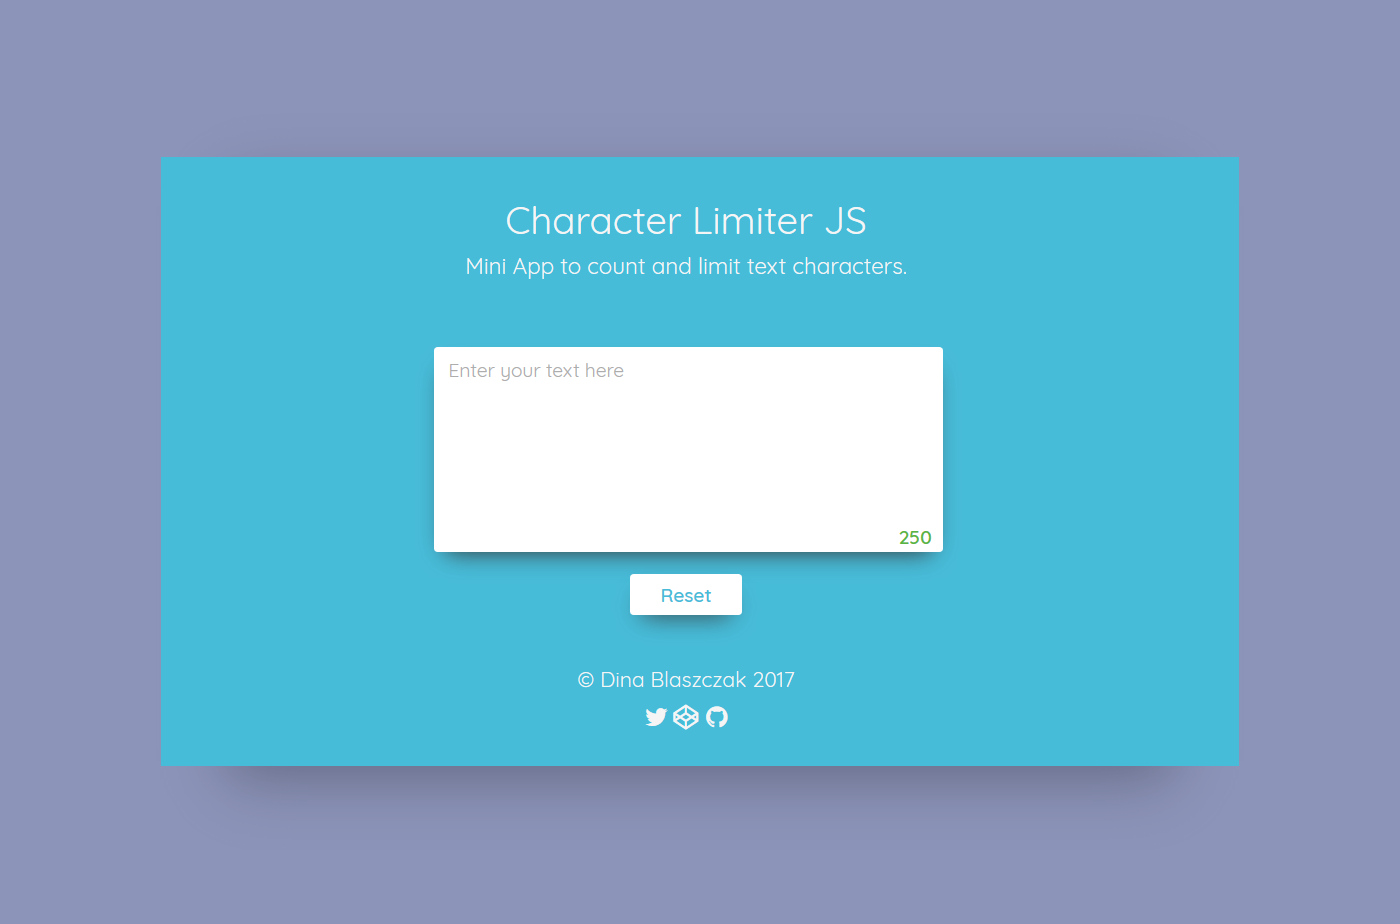 Character Limiter JS
Mini App to count and limit text characters.
Enter your text here
250
Reset
© Dina Blaszczak 2017